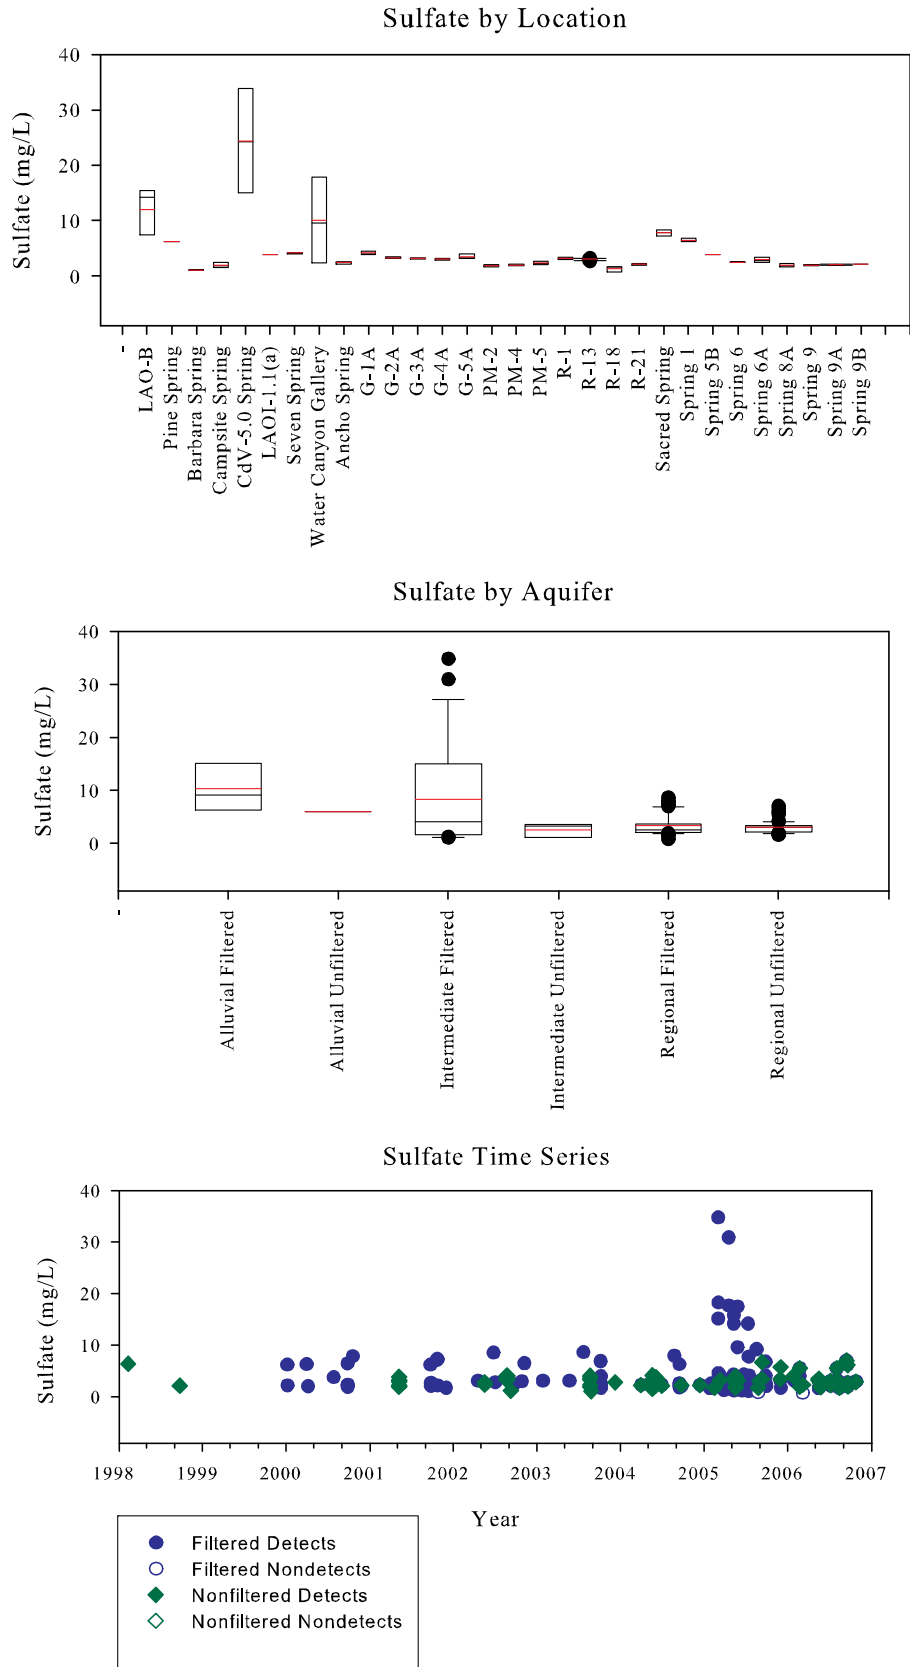 Sulfate by Location
40
30
20
10
0
Sulfate (mg/L)
-
LAO-B
Pine Spring
Barbara Spring
Campsite Spring
CdV-5.0 Spring
LAOI-1.1(a)
Seven Spring
Water Canyon Gallery
Ancho Spring
G-1A
G-2A
G-3A
G-4A
G-5A
PM-2
PM-4
PM-5
R-1
R-13
R-18
R-21
Sacred Spring
Spring 1
Spring 5B
Spring 6
Spring 6A
Spring 8A
Spring 9
Spring 9A
Spring 9B
Sulfate by Aquifer
40
30
20
10
0
Sulfate (mg/L)
-
Alluvial Filtered
Alluvial Unfiltered
Intermediate Filtered
Intermediate Unfiltered
Regional Filtered
Regional Unfiltered
Sulfate Time Series
40
30
20
10
0
Sulfate (mg/L)
1998 1999 2000 2001 2002 2003 2004 2005 2006 2007
Year
Filtered Detects
Filtered Nondetects
Nonfiltered Detects
Nonfiltered Nondetects